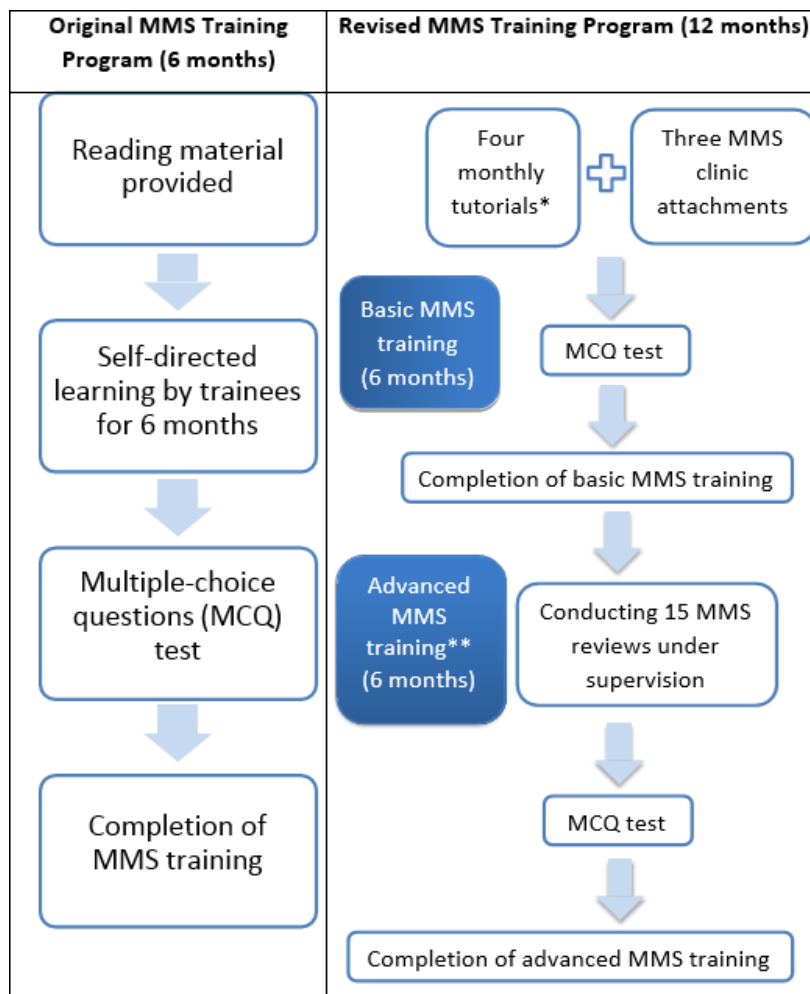 Original MMS Training
Program (6 months)
Revised MMS Training Program (12 months)
Reading material
provided
Self-directed
learning by trainees
for 6 months
Multiple-choice
questions (MCQ)
test
Completion of
MMS training
Four
monthly
tutorials*
Three MMS
clinic
attachments
Basic MMS
training
(6 months)
MCQ test
Completion of basic MMS training
Advanced
MMS
training**
(6 months)
Conducting 15 MMS
reviews under
supervision
MCQ test
Completion of advanced MMS training